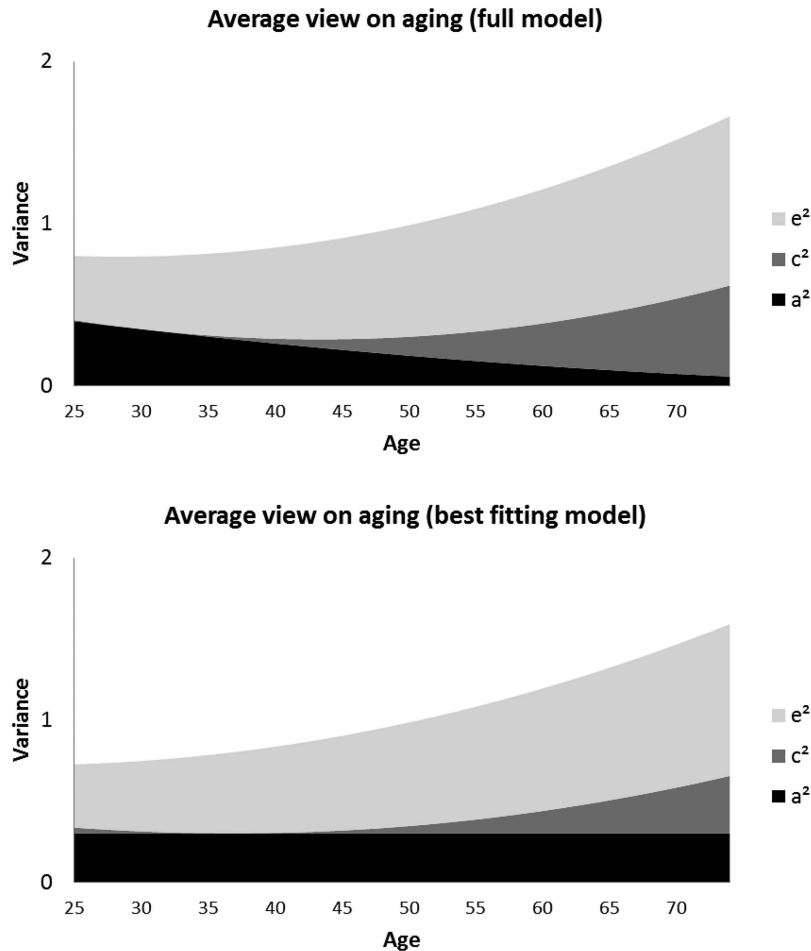 Average view on aging (full model)
2
1
0
Variance
25 30 35 40 45 50 55 60 65 70
Age
e²
c²
a²
Average view on aging (best fitting model)
2
1
0
Variance
25 30 35 40 45 50 55 60 65 70
Age
e²
c²
a²